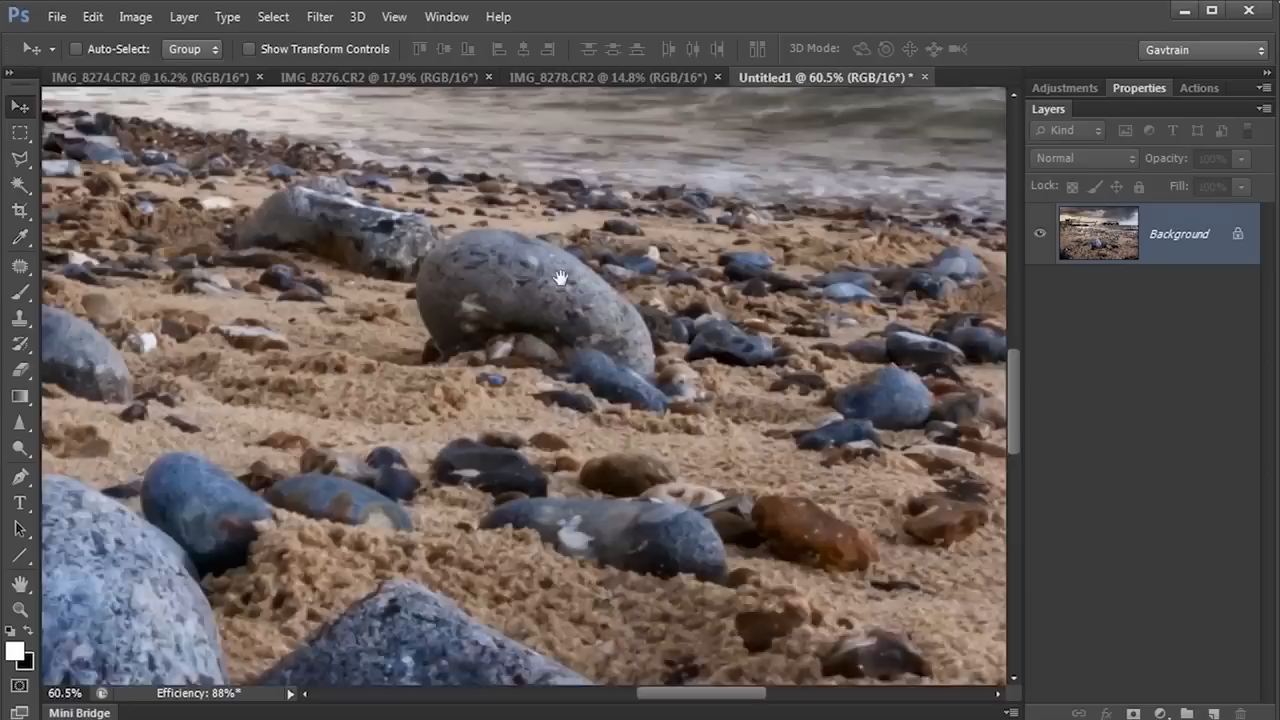 Ps File Edit Image Layer Type Select Filter 3D View Window Help
Auto-Select: Group Show Transform Controls 3D Mode: Gavtrain
IMG_8274.CR2 @ 16.2% (RGB/16*) × IMG_8276.CR2 @ 17.9% (RGB/16*) × IMG_8278.CR2 @ 14.8% (RGB/16*) × Untitled1 @ 60.5% (RGB/16*) * ×
Adjustments Properties Actions
Layers
Kind
Normal Opacity: 100%
Lock: Fill: 100%
Background
60.5% Efficiency: 88%*
Mini Bridge